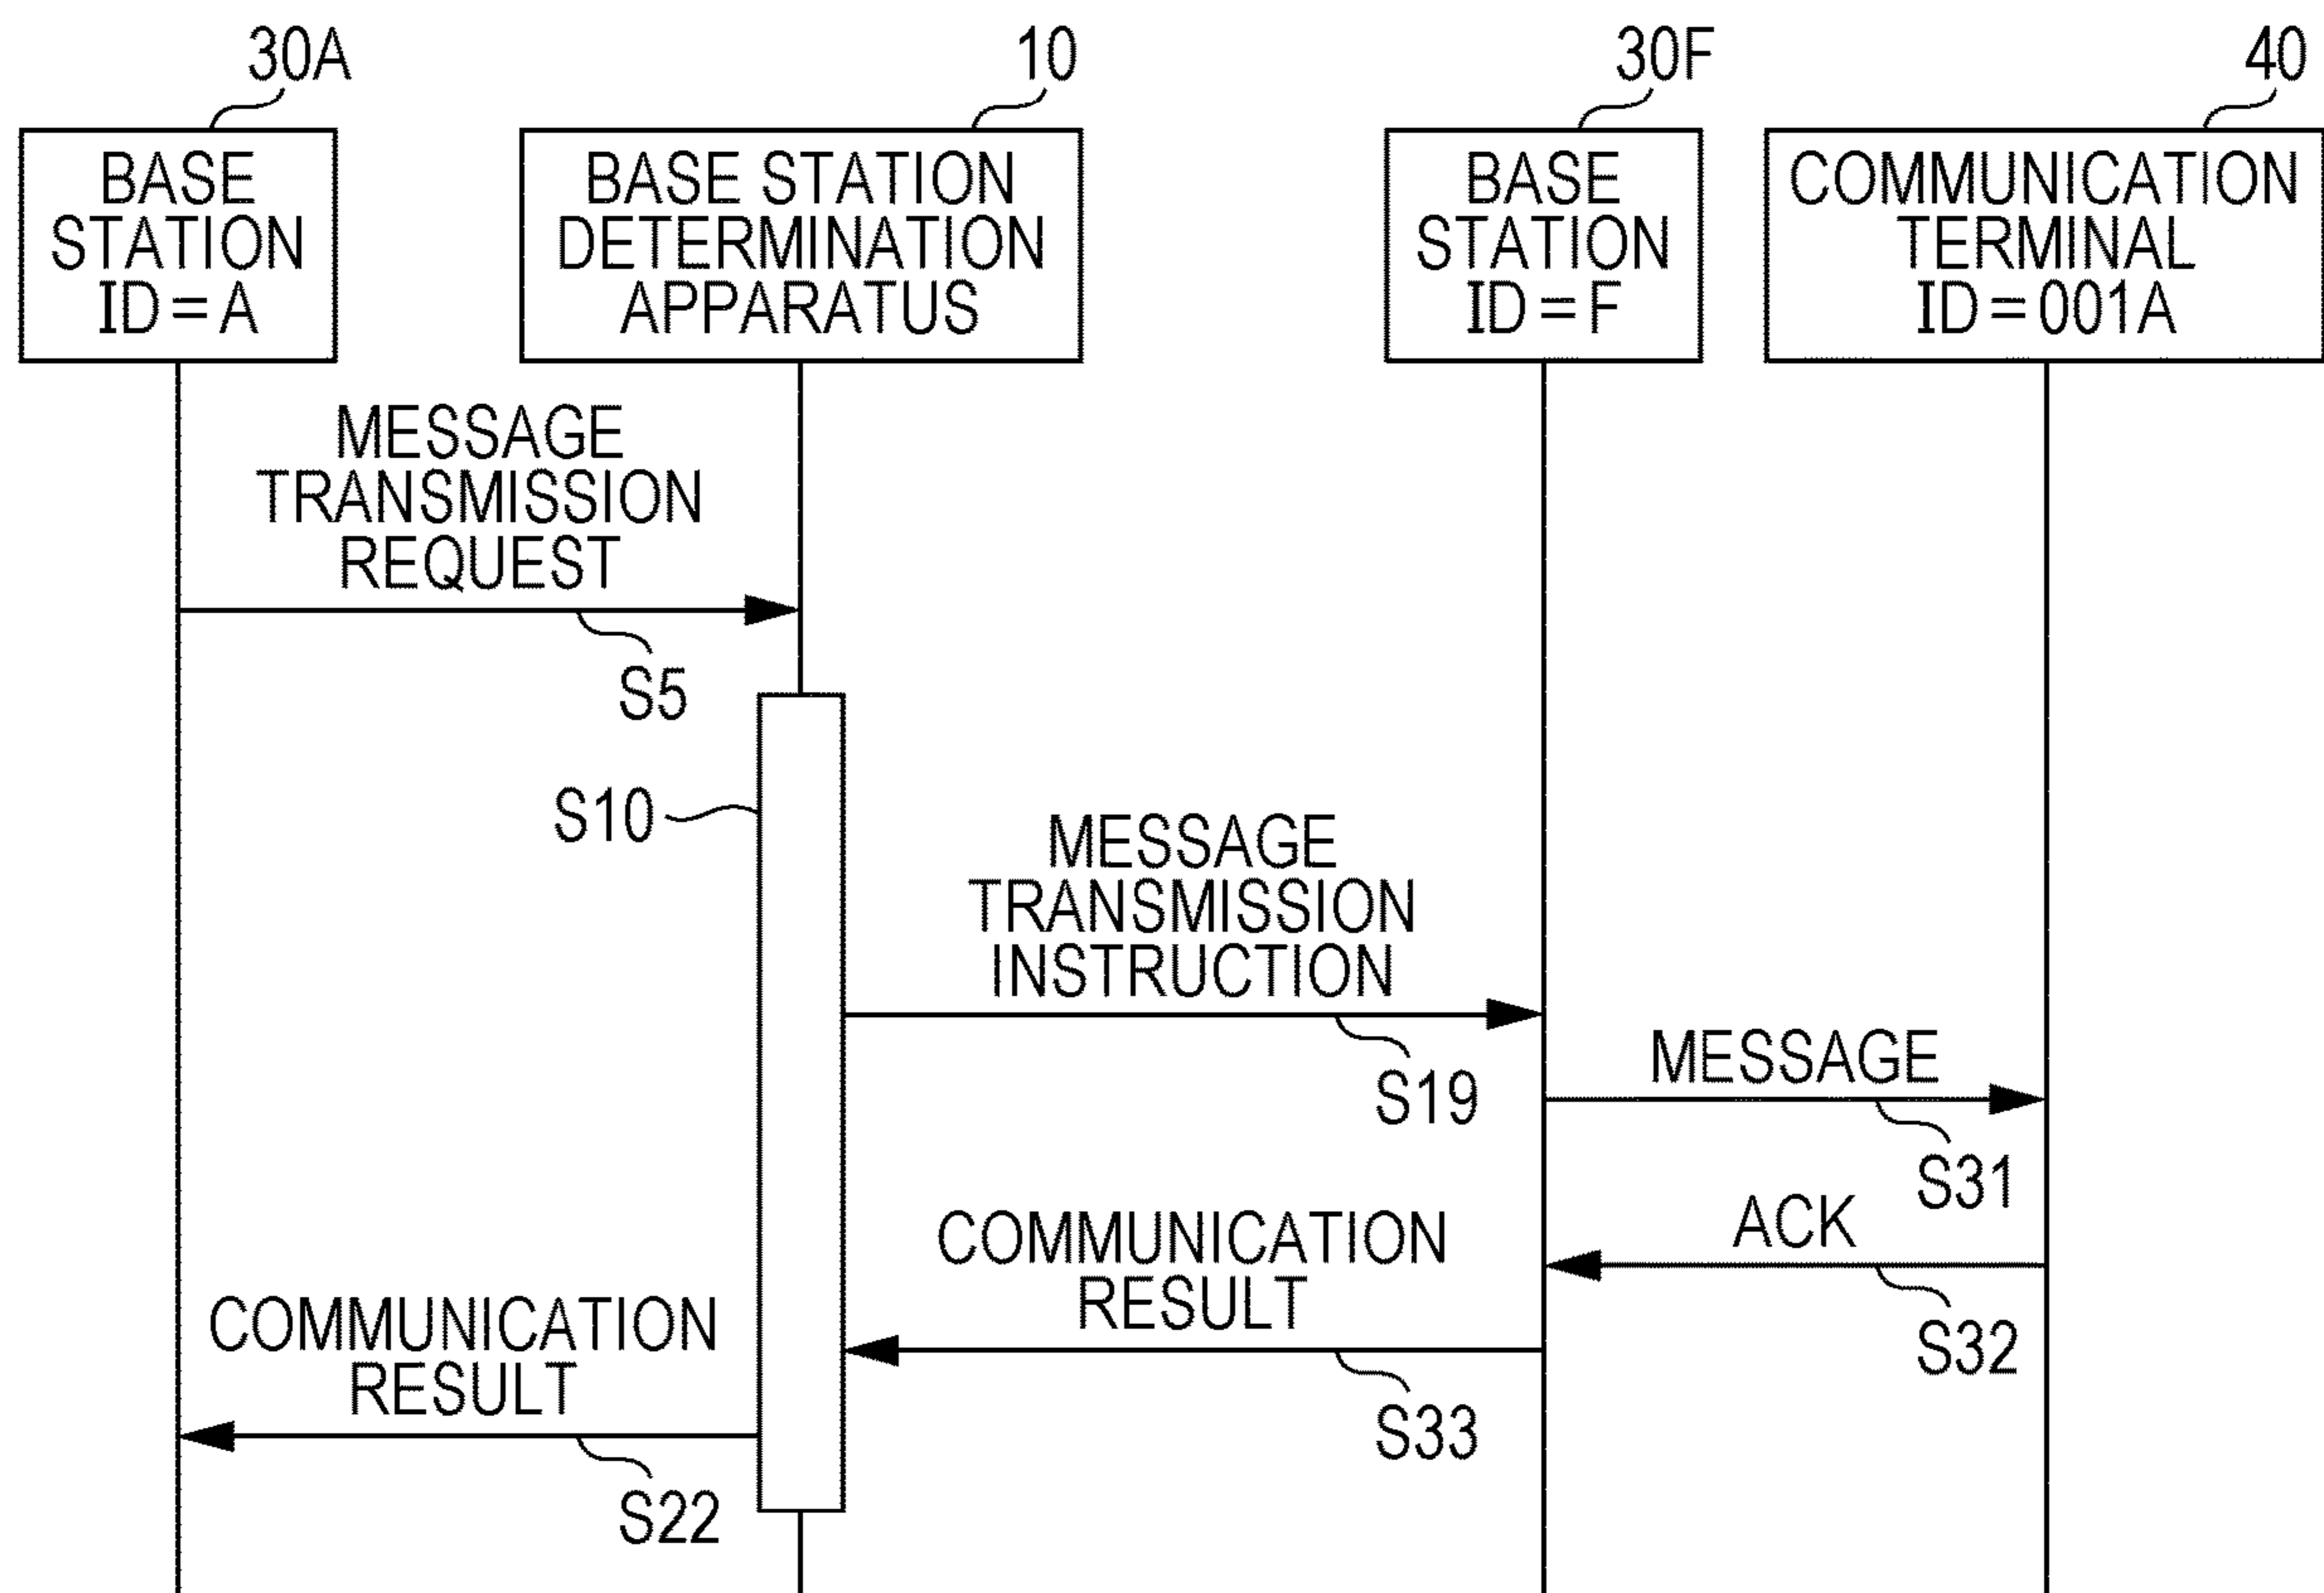 30A
10
30F
40
BASE
STATION
ID=A
BASE STATION
DETERMINATION
APPARATUS
BASE
STATION
ID=F
COMMUNICATION
TERMINAL
ID=001A
MESSAGE
TRANSMISSION
REQUEST
S5
S10
MESSAGE
TRANSMISSION
INSTRUCTION
S19
MESSAGE
S31
ACK
S32
COMMUNICATION
RESULT
S33
COMMUNICATION
RESULT
S22